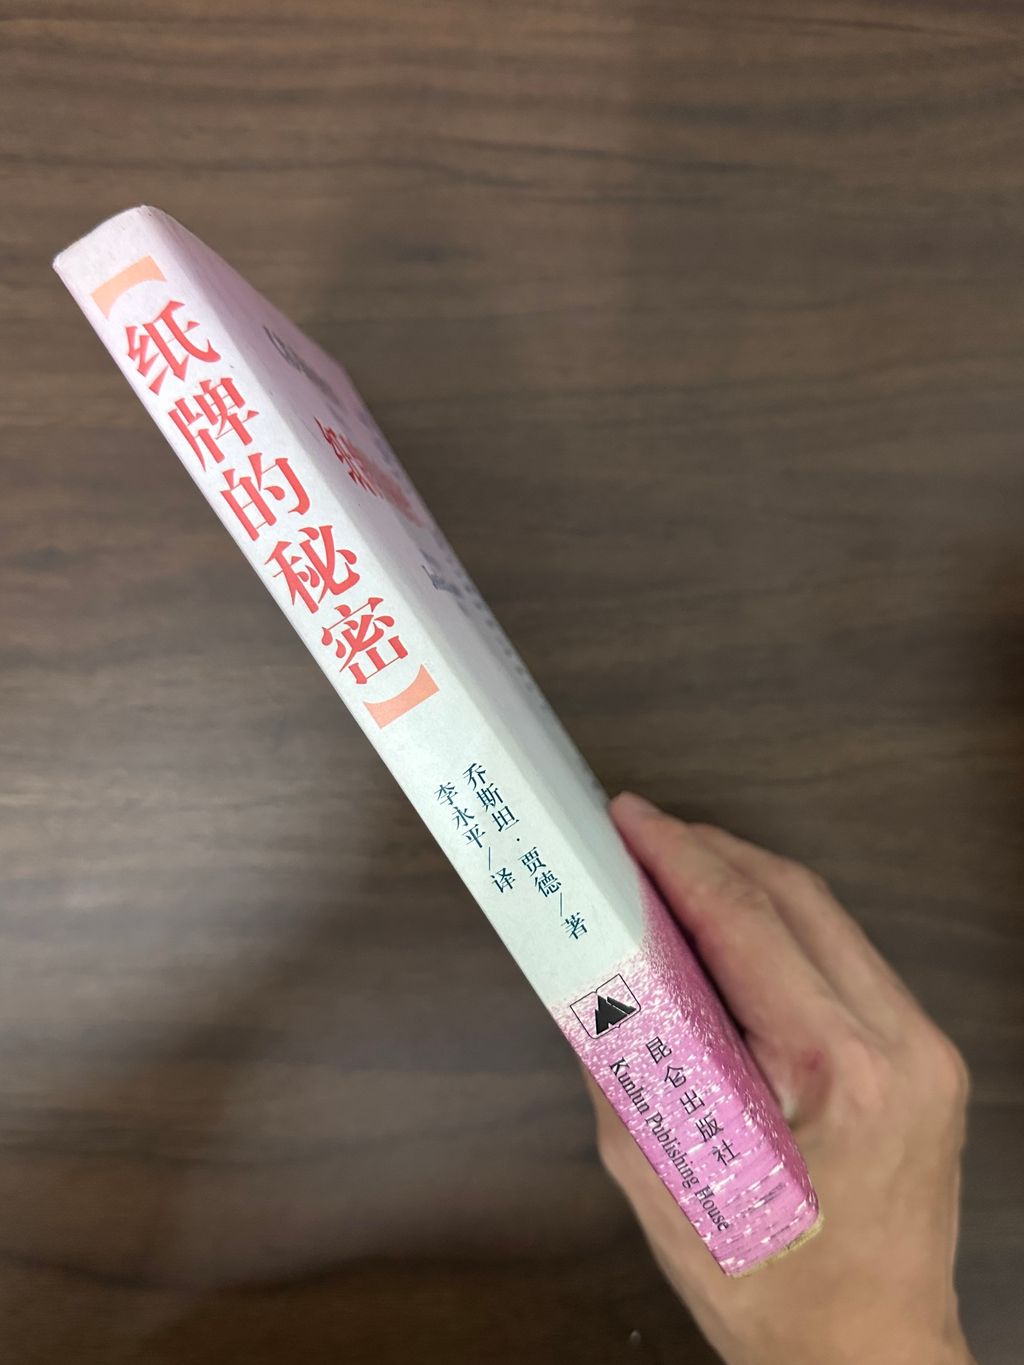 【纸牌的秘密】
乔斯坦·贾德/著
李永平/译
昆仑出版社
Kunlun Publishing House